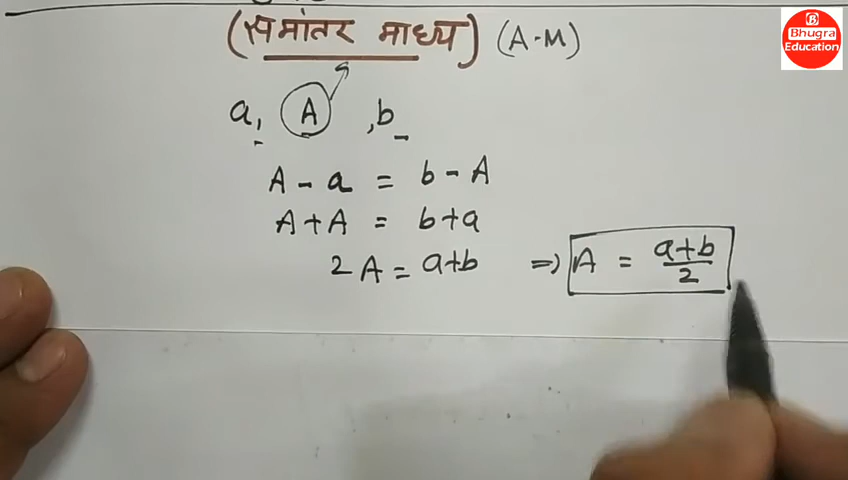 (समांतर माध्य) (A-M)
a, A , b
A - a = b - A
A + A = b + a
2A = a+b ⇒ A = a+b/2
B
Bhugra
Education